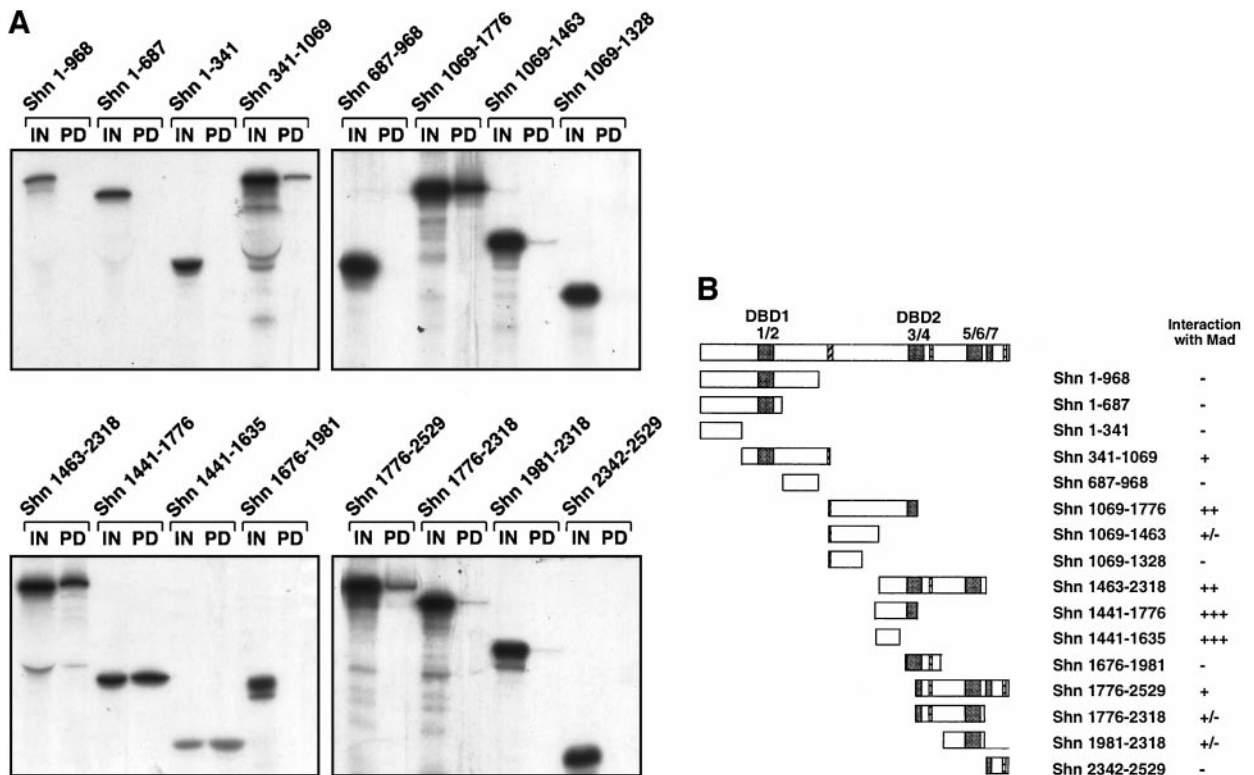 A
Shn 1-968
Shn 1-687
Shn 1-341
Shn 341-1069
IN PD IN PD IN PD IN PD
Shn 687-968
Shn 1069-1776
Shn 1069-1463
Shn 1069-1328
IN PD IN PD IN PD IN PD
Shn 1463-2318
Shn 1441-1776
Shn 1441-1635
Shn 1676-1981
IN PD IN PD IN PD IN PD
Shn 1776-2529
Shn 1776-2318
Shn 1981-2318
Shn 2342-2529
IN PD IN PD IN PD IN PD
B
DBD1 DBD2
1/2 3/4 5/6/7
Interaction
with Mad
Shn 1-968 -
Shn 1-687 -
Shn 1-341 -
Shn 341-1069 +
Shn 687-968 -
Shn 1069-1776 ++
Shn 1069-1463 +/-
Shn 1069-1328 -
Shn 1463-2318 ++
Shn 1441-1776 +++
Shn 1441-1635 +++
Shn 1676-1981 -
Shn 1776-2529 +
Shn 1776-2318 +/-
Shn 1981-2318 +/-
Shn 2342-2529 -